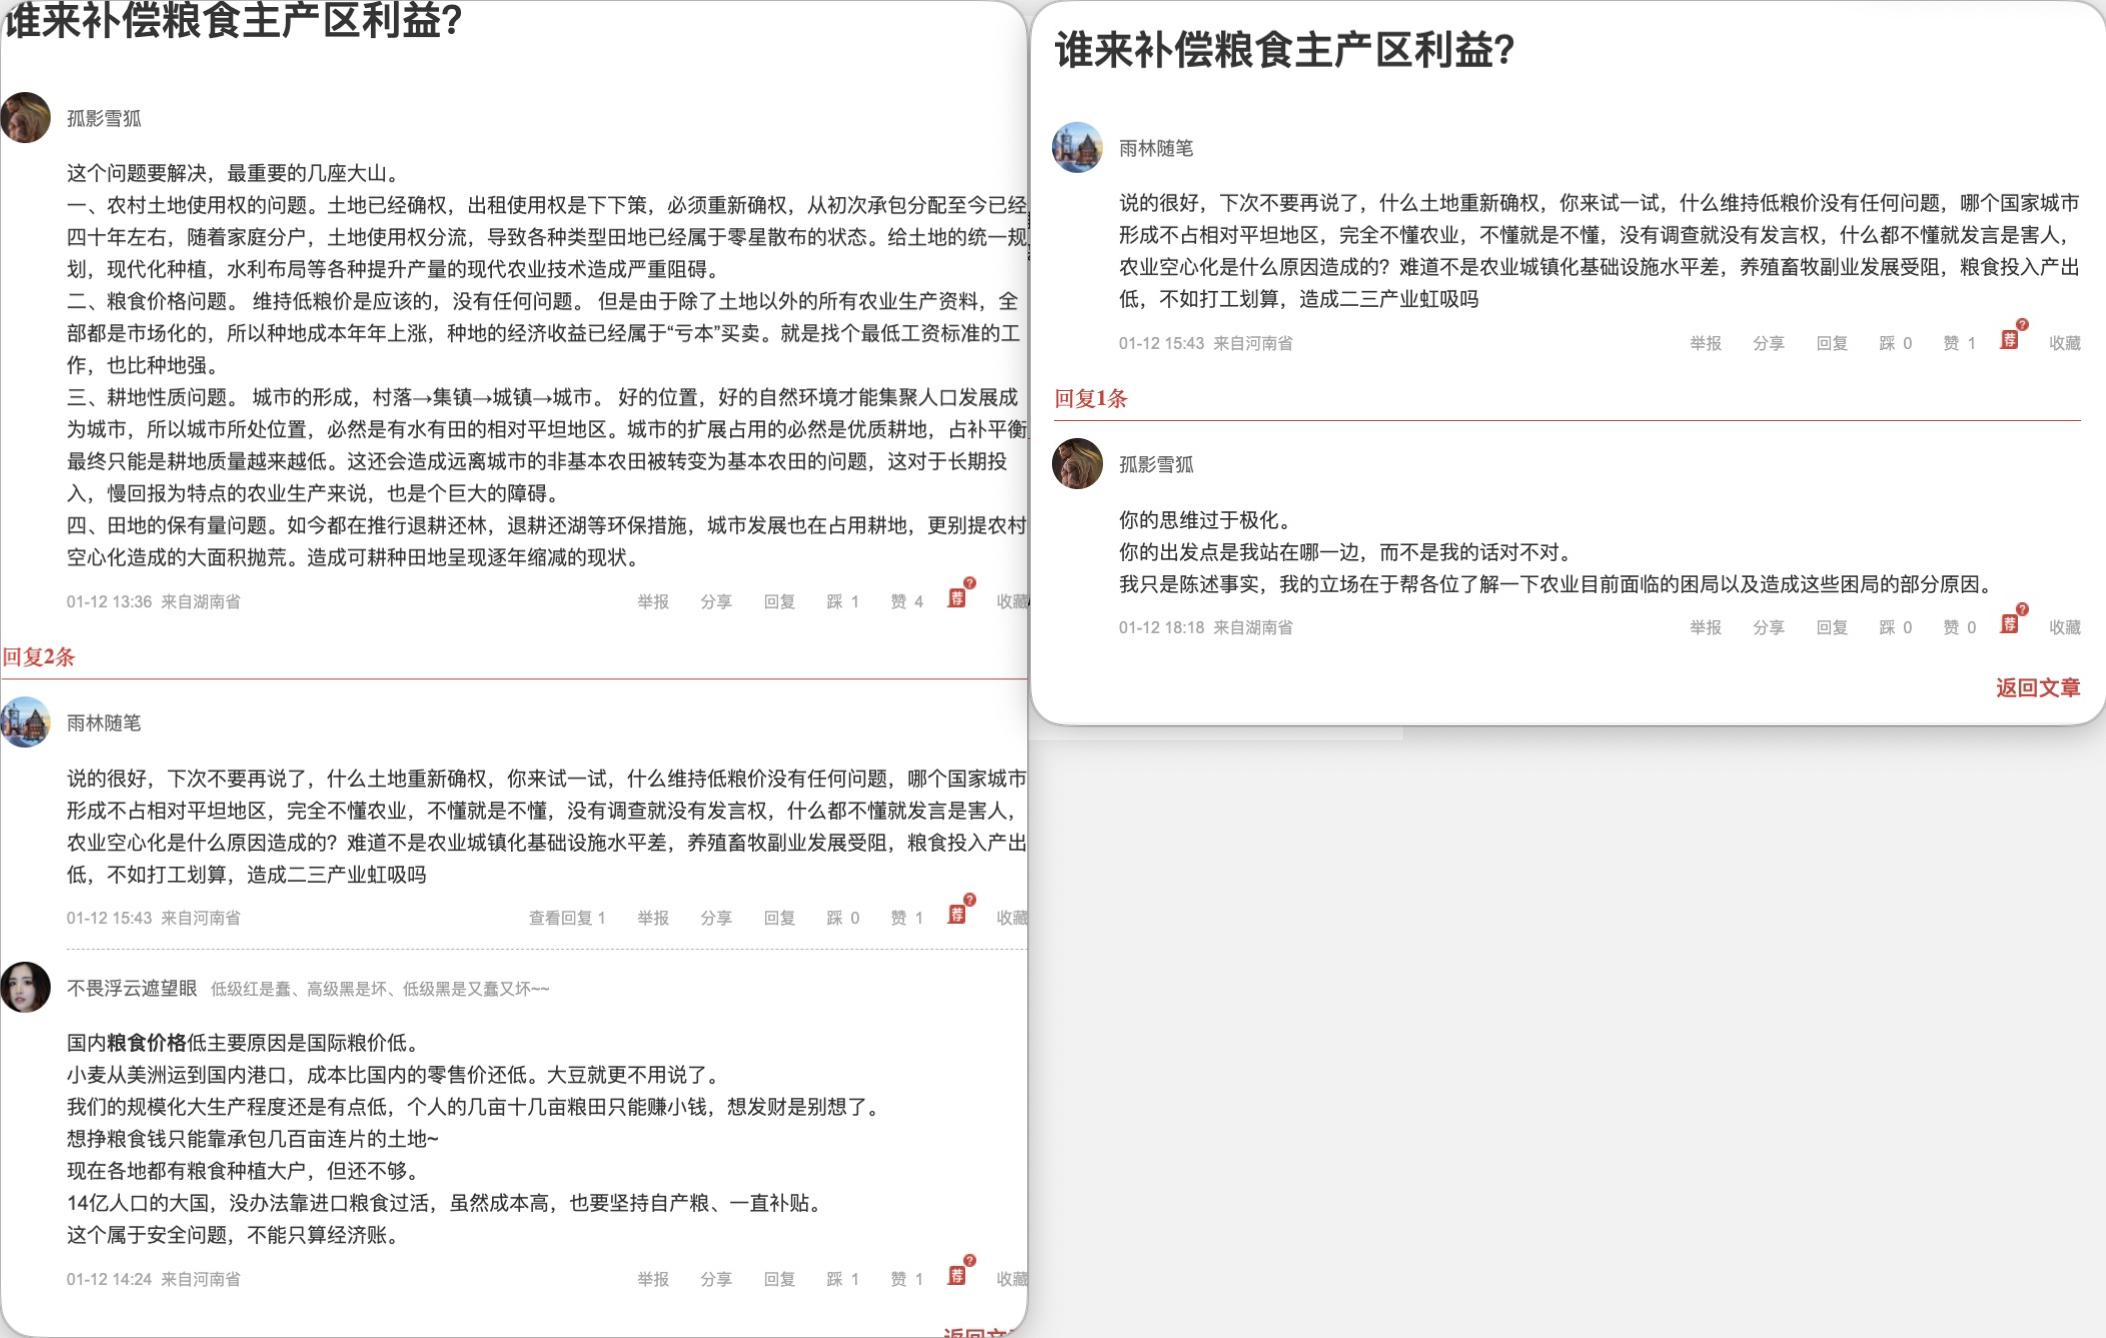 谁来补偿粮食主产区利益?
孤影雪狐
这个问题要解决，最重要的几座大山。
一、农村土地使用权的问题。土地已经确权，出租使用权是下下策，必须重新确权，从初次承包分配至今已经
四十年左右，随着家庭分户，土地使用权分流，导致各种类型田地已经属于零星散布的状态。给土地的统一规
划，现代化种植，水利布局等各种提升产量的现代农业技术造成严重阻碍。
二、粮食价格问题。 维持低粮价是应该的，没有任何问题。 但是由于除了土地以外的所有农业生产资料，全
部都是市场化的，所以种地成本年年上涨，种地的经济收益已经属于“亏本”买卖。就是找个最低工资标准的工
作，也比种地强。
三、耕地性质问题。 城市的形成，村落→集镇→城镇→城市。 好的位置，好的自然环境才能集聚人口发展成
为城市，所以城市所处位置，必然是有水有田的相对平坦地区。城市的扩展占用的必然是优质耕地，占补平衡
最终只能是耕地质量越来越低。这还会造成远离城市的非基本农田被转变为基本农田的问题，这对于长期投
入，慢回报为特点的农业生产来说，也是个巨大的障碍。
四、田地的保有量问题。如今都在推行退耕还林，退耕还湖等环保措施，城市发展也在占用耕地，更别提农村
空心化造成的大面积抛荒。造成可耕种田地呈现逐年缩减的现状。
01-12 13:36 来自湖南省 举报 分享 回复 踩 1 赞 4 荐 ? 收藏
回复2条
雨林随笔
说的很好，下次不要再说了，什么土地重新确权，你来试一试，什么维持低粮价没有任何问题，哪个国家城市
形成不占相对平坦地区，完全不懂农业，不懂就是不懂，没有调查就没有发言权，什么都不懂就发言是害人，
农业空心化是什么原因造成的？难道不是农业城镇化基础设施水平差，养殖畜牧副业发展受阻，粮食投入产出
低，不如打工划算，造成二三产业虹吸吗
01-12 15:43 来自河南省 查看回复 1 举报 分享 回复 踩 0 赞 1 荐 ? 收藏
不畏浮云遮望眼 低级红是蠢、高级黑是坏、低级黑是又蠢又坏~~
国内粮食价格低主要原因是国际粮价低。
小麦从美洲运到国内港口，成本比国内的零售价还低。大豆就更不用说了。
我们的规模化大生产程度还是有点低，个人的几亩十几亩粮田只能赚小钱，想发财是别想了。
想挣粮食钱只能靠承包几百亩连片的土地~
现在各地都有粮食种植大户，但还不够。
14亿人口的大国，没办法靠进口粮食过活，虽然成本高，也要坚持自产粮、一直补贴。
这个属于安全问题，不能只算经济账。
01-12 14:24 来自河南省 举报 分享 回复 踩 1 赞 1 荐 ? 收藏
返回文
谁来补偿粮食主产区利益?
雨林随笔
说的很好，下次不要再说了，什么土地重新确权，你来试一试，什么维持低粮价没有任何问题，哪个国家城市
形成不占相对平坦地区，完全不懂农业，不懂就是不懂，没有调查就没有发言权，什么都不懂就发言是害人，
农业空心化是什么原因造成的？难道不是农业城镇化基础设施水平差，养殖畜牧副业发展受阻，粮食投入产出
低，不如打工划算，造成二三产业虹吸吗
01-12 15:43 来自河南省 举报 分享 回复 踩 0 赞 1 荐 ? 收藏
回复1条
孤影雪狐
你的思维过于极化。
你的出发点是我站在哪一边，而不是我的话对不对。
我只是陈述事实，我的立场在于帮各位了解一下农业目前面临的困局以及造成这些困局的部分原因。
01-12 18:18 来自湖南省 举报 分享 回复 踩 0 赞 0 荐 ? 收藏
返回文章